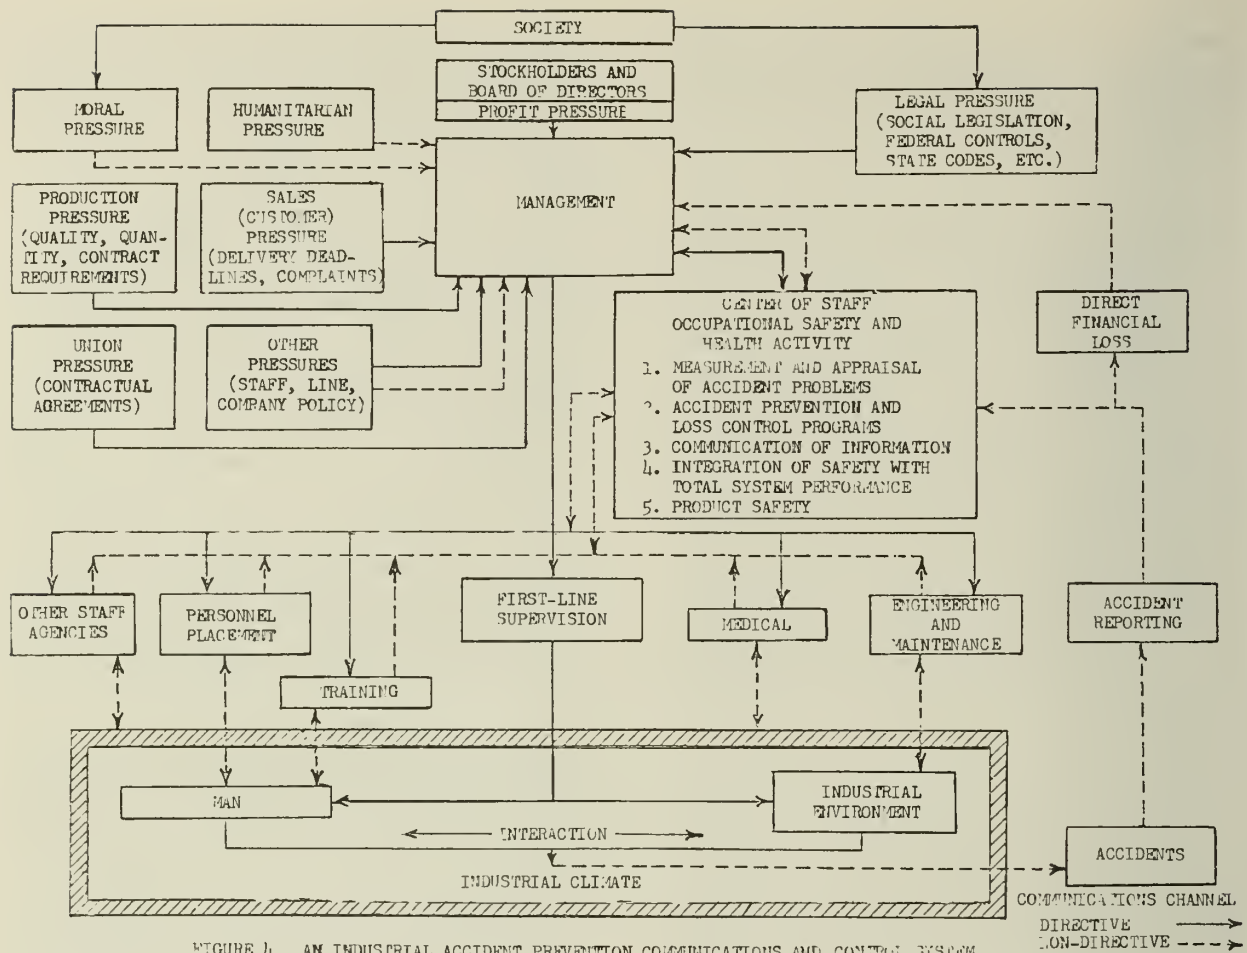 SOCIETY
STOCKHOLDERS AND
BOARD OF DIRECTORS
PROFIT PRESSURE
MORAL
PRESSURE
HUMANITARIAN
PRESSURE
LEGAL PRESSURE
(SOCIAL LEGISLATION,
FEDERAL CONTROLS,
STATE CODES, ETC.)
MANAGEMENT
PRODUCTION
PRESSURE
(QUALITY, QUAN-
TITY, CONTRACT
REQUIREMENTS)
SALES
(CUSTOMER)
PRESSURE
(DELIVERY DEAD-
LINES, COMPLAINTS)
UNION
PRESSURE
(CONTRACTUAL
AGREEMENTS)
OTHER
PRESSURES
(STAFF, LINE,
COMPANY POLICY)
CENTER OF STAFF
OCCUPATIONAL SAFETY AND
HEALTH ACTIVITY
1. MEASUREMENT AND APPRAISAL
OF ACCIDENT PROBLEMS
2. ACCIDENT PREVENTION AND
LOSS CONTROL PROGRAMS
3. COMMUNICATION OF INFORMATION
4. INTEGRATION OF SAFETY WITH
TOTAL SYSTEM PERFORMANCE
5. PRODUCT SAFETY
DIRECT
FINANCIAL
LOSS
OTHER STAFF
AGENCIES
PERSONNEL
PLACEMENT
TRAINING
FIRST-LINE
SUPERVISION
MEDICAL
ENGINEERING
AND
MAINTENANCE
ACCIDENT
REPORTING
MAN
INDUSTRIAL
ENVIRONMENT
INTERACTION
INDUSTRIAL CLIMATE
ACCIDENTS
COMMUNICATIONS CHANNEL
DIRECTIVE
NON-DIRECTIVE
FIGURE 4 AN INDUSTRIAL ACCIDENT PREVENTION COMMUNICATIONS AND CONTROL SYSTEM